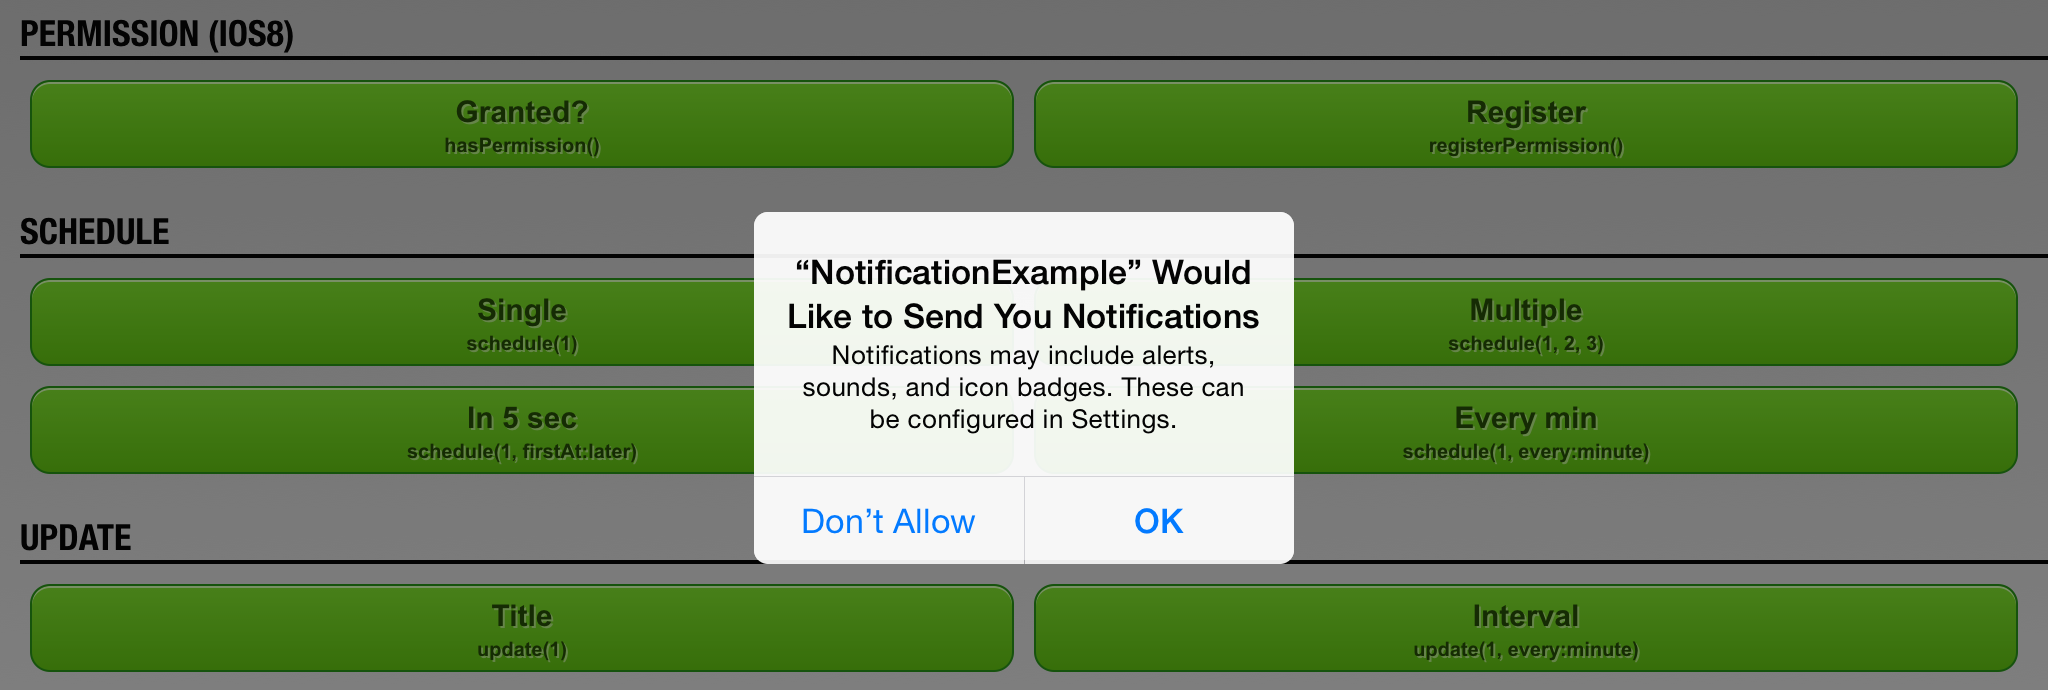 PERMISSION (IOS8)
Granted?
hasPermission()
Register
registerPermission()
SCHEDULE
Single
schedule(1)
Multiple
schedule(1, 2, 3)
In 5 sec
schedule(1, firstAt:later)
Every min
schedule(1, every:minute)
“NotificationExample” Would
Like to Send You Notifications
Notifications may include alerts,
sounds, and icon badges. These can
be configured in Settings.
Don’t Allow
OK
UPDATE
Title
update(1)
Interval
update(1, every:minute)